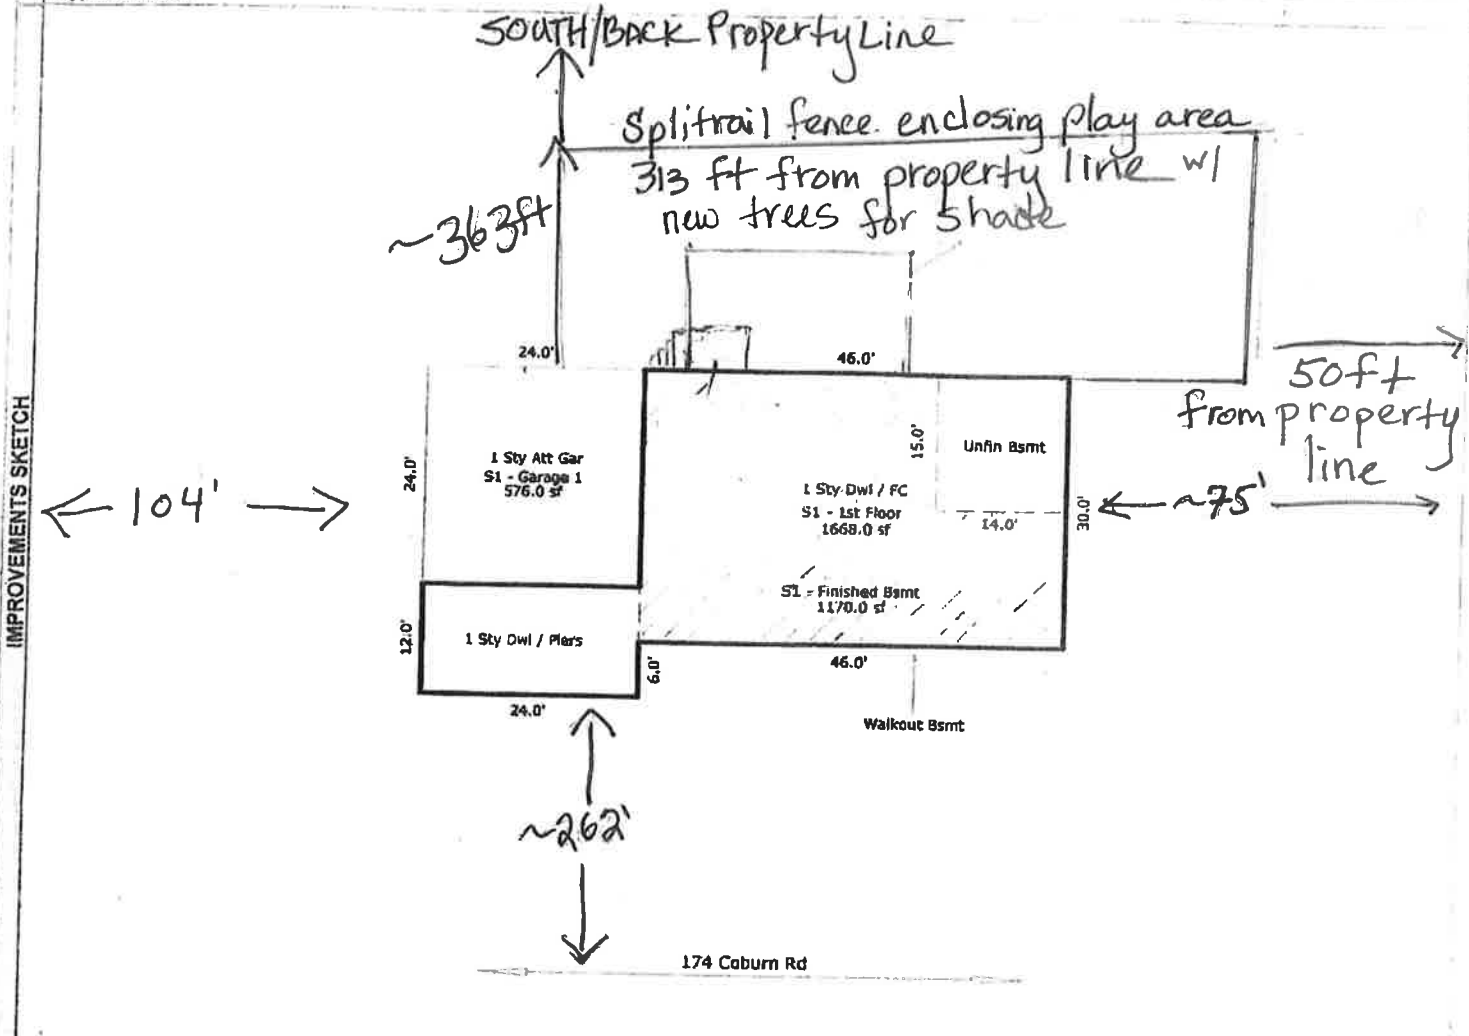 SOUTH/BACK Property Line
Splitrail fence enclosing play area
313 ft from property line w/
new trees for shade
~363ft
24.0'
46.0'
50ft
from property
line
IMPROVEMENTS SKETCH
104'
24.0'
1 Sty Att Gar
S1 - Garage 1
576.0 sf
15.0'
Unfin Bsmt
1 Sty Dwl / FC
S1 - 1st Floor
1668.0 sf
14.0'
30.0'
~75'
S1 - Finished Bsmt
1170.0 sf
12.0'
1 Sty Dwl / Piers
6.0'
46.0'
24.0'
Walkout Bsmt
~262'
174 Coburn Rd